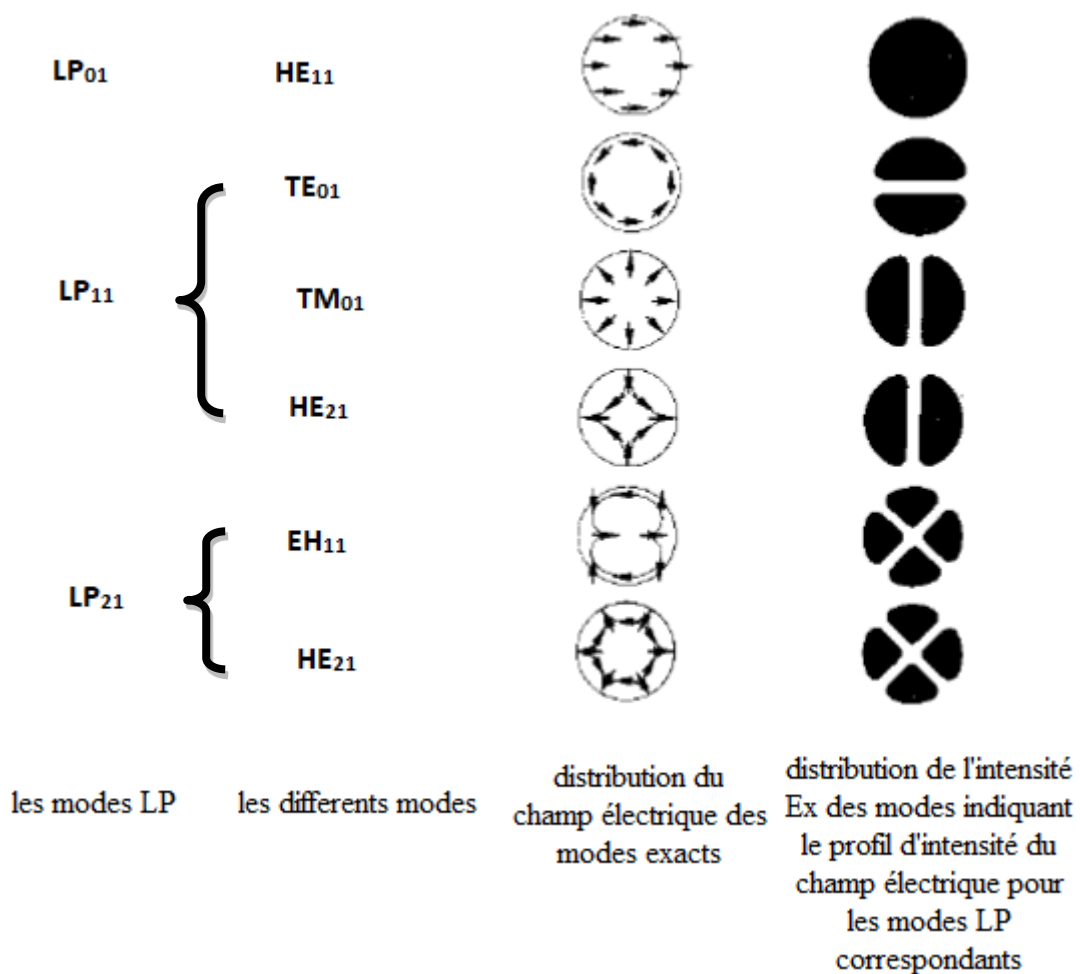 LP01 HE11
TE01
LP11 TM01
HE21
EH11
LP21
HE21
les modes LP
les differents modes
distribution du
champ électrique des
modes exacts
distribution de l'intensité
Ex des modes indiquant
le profil d'intensité du
champ électrique pour
les modes LP
correspondants